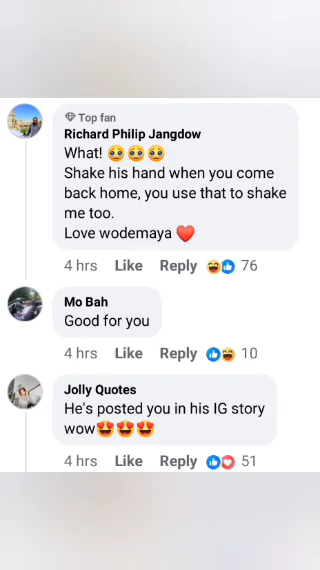 Top fan
Richard Philip Jangdow
What! 🥺🥺🥺
Shake his hand when you come
back home, you use that to shake
me too.
Love wodemaya ❤️
4 hrs Like Reply 76
Mo Bah
Good for you
4 hrs Like Reply 10
Jolly Quotes
He's posted you in his IG story
wow😍😍😍
4 hrs Like Reply 51